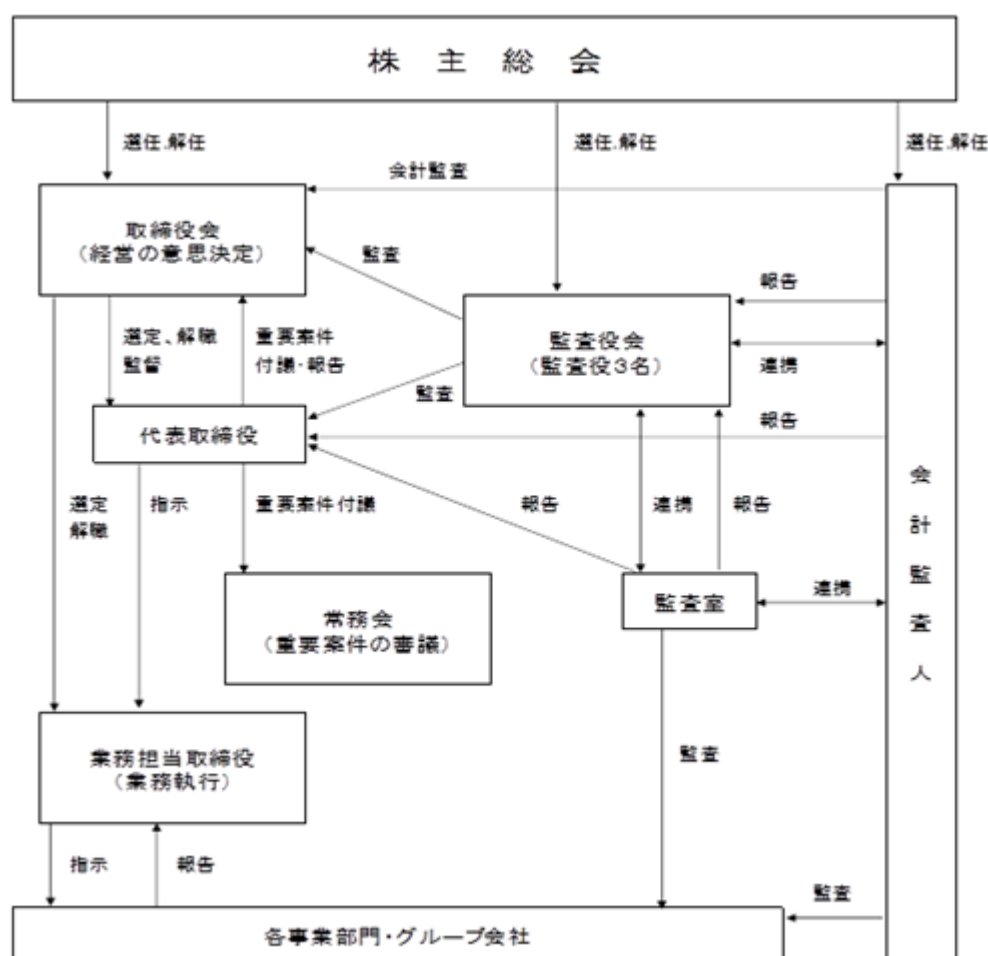 株主総会
選任.解任
選任.解任
選任.解任
会計監査
取締役会
（経営の意思決定）
監査
報告
監査役会
（監査役3名）
選定、解職
監督
重要案件
付議・報告
連携
監査
報告
代表取締役
会計監査人
選定
解職
指示
重要案件付議
報告
連携
報告
監査室
連携
常務会
（重要案件の審議）
業務担当取締役
（業務執行）
監査
指示
報告
監査
各事業部門・グループ会社